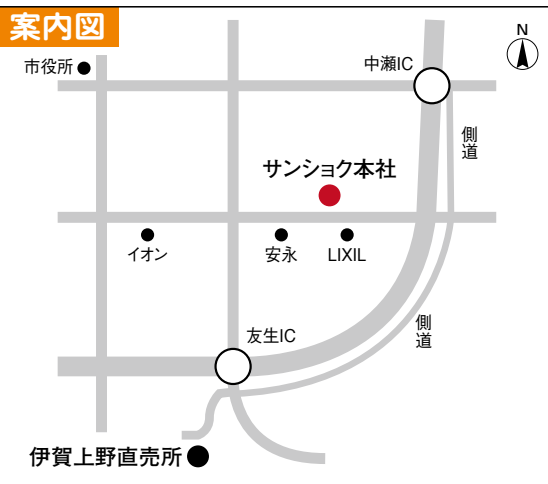 案内図
N
市役所
中瀬IC
側道
サンショク本社
イオン
安永
LIXIL
友生IC
側道
伊賀上野直売所